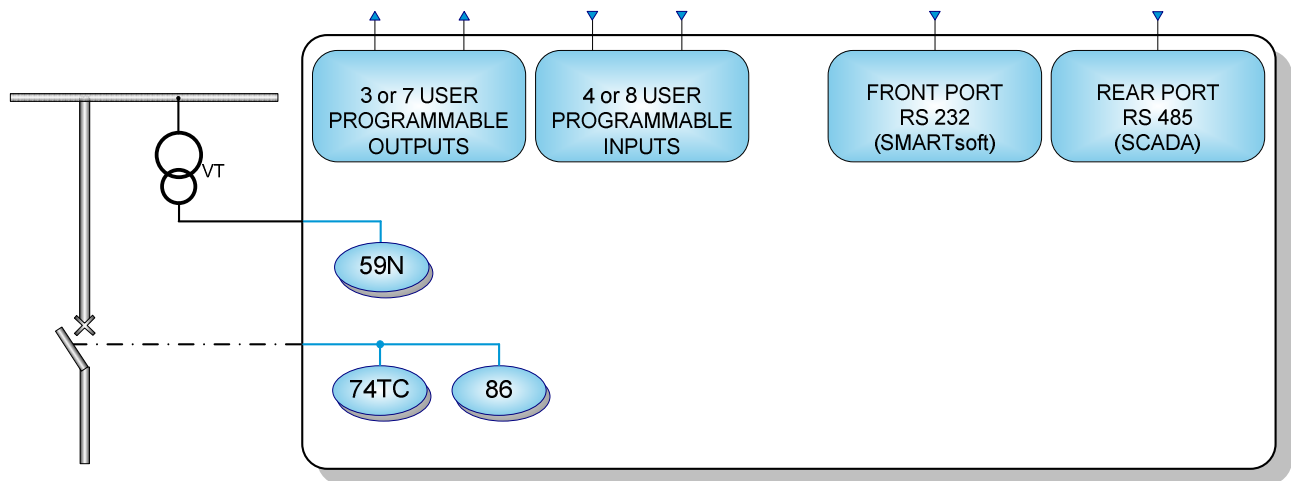 3 or 7 USER
PROGRAMMABLE
OUTPUTS
4 or 8 USER
PROGRAMMABLE
INPUTS
FRONT PORT
RS 232
(SMARTsoft)
REAR PORT
RS 485
(SCADA)
VT
59N
74TC
86